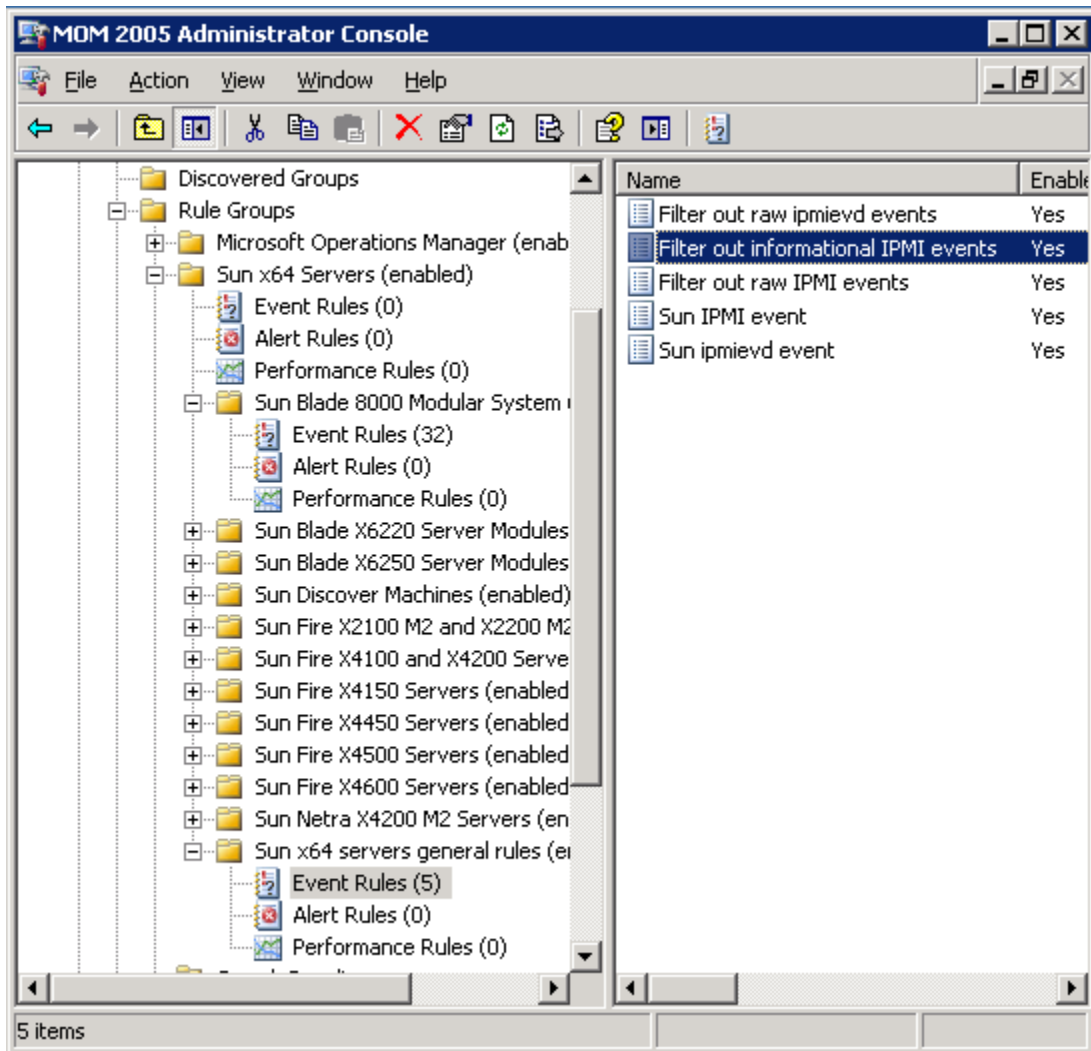 MOM 2005 Administrator Console
File Action View Window Help
Discovered Groups
Rule Groups
Microsoft Operations Manager (enab
Sun x64 Servers (enabled)
Event Rules (0)
Alert Rules (0)
Performance Rules (0)
Sun Blade 8000 Modular System
Event Rules (32)
Alert Rules (0)
Performance Rules (0)
Sun Blade X6220 Server Modules
Sun Blade X6250 Server Modules
Sun Discover Machines (enabled)
Sun Fire X2100 M2 and X2200 M2
Sun Fire X4100 and X4200 Serve
Sun Fire X4150 Servers (enabled
Sun Fire X4450 Servers (enabled
Sun Fire X4500 Servers (enabled
Sun Fire X4600 Servers (enabled
Sun Netra X4200 M2 Servers (en
Sun x64 servers general rules (e
Event Rules (5)
Alert Rules (0)
Performance Rules (0)
Name Enable
Filter out raw ipmievd events Yes
Filter out informational IPMI events Yes
Filter out raw IPMI events Yes
Sun IPMI event Yes
Sun ipmievd event Yes
5 items